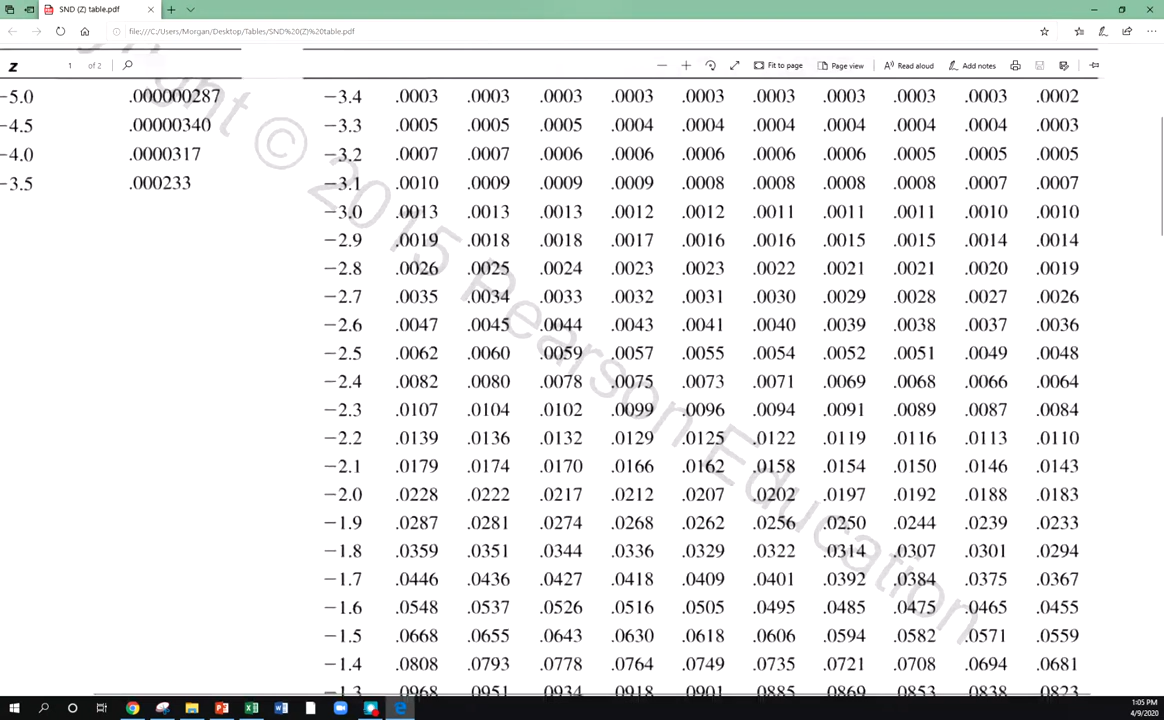 SND (Z) table.pdf
file:///C:/Users/Morgan/Desktop/Tables/SND%20(Z)%20table.pdf
z 1 of 2 Fit to page Page view Read aloud Add notes
−5.0 .000000287 −3.4 .0003 .0003 .0003 .0003 .0003 .0003 .0003 .0003 .0003 .0002
−4.5 .00000340 −3.3 .0005 .0005 .0005 .0004 .0004 .0004 .0004 .0004 .0004 .0003
−4.0 .0000317 −3.2 .0007 .0007 .0006 .0006 .0006 .0006 .0006 .0005 .0005 .0005
−3.5 .000233 −3.1 .0010 .0009 .0009 .0009 .0008 .0008 .0008 .0008 .0007 .0007
−3.0 .0013 .0013 .0013 .0012 .0012 .0011 .0011 .0011 .0010 .0010
−2.9 .0019 .0018 .0018 .0017 .0016 .0016 .0015 .0015 .0014 .0014
−2.8 .0026 .0025 .0024 .0023 .0023 .0022 .0021 .0021 .0020 .0019
−2.7 .0035 .0034 .0033 .0032 .0031 .0030 .0029 .0028 .0027 .0026
−2.6 .0047 .0045 .0044 .0043 .0041 .0040 .0039 .0038 .0037 .0036
−2.5 .0062 .0060 .0059 .0057 .0055 .0054 .0052 .0051 .0049 .0048
−2.4 .0082 .0080 .0078 .0075 .0073 .0071 .0069 .0068 .0066 .0064
−2.3 .0107 .0104 .0102 .0099 .0096 .0094 .0091 .0089 .0087 .0084
−2.2 .0139 .0136 .0132 .0129 .0125 .0122 .0119 .0116 .0113 .0110
−2.1 .0179 .0174 .0170 .0166 .0162 .0158 .0154 .0150 .0146 .0143
−2.0 .0228 .0222 .0217 .0212 .0207 .0202 .0197 .0192 .0188 .0183
−1.9 .0287 .0281 .0274 .0268 .0262 .0256 .0250 .0244 .0239 .0233
−1.8 .0359 .0351 .0344 .0336 .0329 .0322 .0314 .0307 .0301 .0294
−1.7 .0446 .0436 .0427 .0418 .0409 .0401 .0392 .0384 .0375 .0367
−1.6 .0548 .0537 .0526 .0516 .0505 .0495 .0485 .0475 .0465 .0455
−1.5 .0668 .0655 .0643 .0630 .0618 .0606 .0594 .0582 .0571 .0559
−1.4 .0808 .0793 .0778 .0764 .0749 .0735 .0721 .0708 .0694 .0681
−1.3 .0968 .0951 .0934 .0918 .0901 .0885 .0869 .0853 .0838 .0823
© 2015 Pearson Education
1:05 PM
4/9/2020